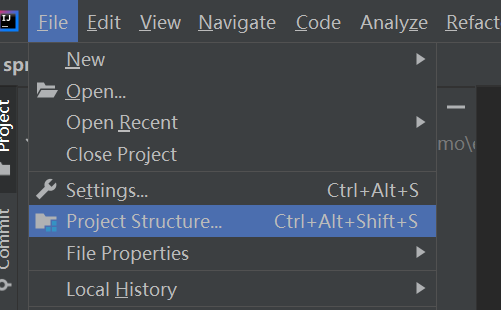 File Edit View Navigate Code Analyze Refact
spr
New
Open...
mo\
Open Recent
Close Project
Settings... Ctrl+Alt+S
Project Structure... Ctrl+Alt+Shift+S
File Properties
Local History
Project
Commit